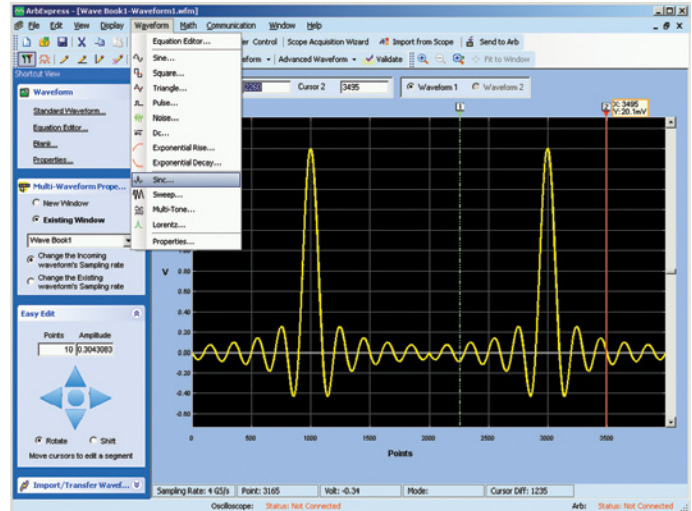 ArbExpress - [Wave Book1-Waveform1.wfm]
File Edit View Display Waveform Math Communication Window Help
er Control Scope Acquisition Wizard Import from Scope Send to Arb
eform Advanced Waveform Validate Fit to Window
Shortcut View
Waveform
Standard Waveform...
Equation Editor...
Blank...
Properties...
Multi-Waveform Prope...
New Window
Existing Window
Wave Book1
Change the Incoming
waveform's Sampling rate
Change the Existing
waveform's Sampling rate
Easy Edit
Points Amplitude
10 0.3043083
Rotate Shift
Move cursors to edit a segment
Import/Transfer Wavef...
Equation Editor...
Sine...
Square...
Triangle...
Pulse...
Noise...
Dc...
Exponential Rise...
Exponential Decay...
Sinc...
Sweep...
Multi-Tone...
Lorentz...
Properties...
2260 Cursor 2 3495 Waveform 1 Waveform 2
1 2 X: 3495
Y: 20.1mV
V
0.80
0.60
0.40
0.20
0.00
-0.20
-0.40
-0.60
0 500 1000 1500 2000 2500 3000 3500
Points
Sampling Rate: 4 GS/s Point: 3165 Volt: -0.34 Mode: Cursor Diff: 1235
Oscilloscope: Status: Not Connected Arb: Status: Not Connected